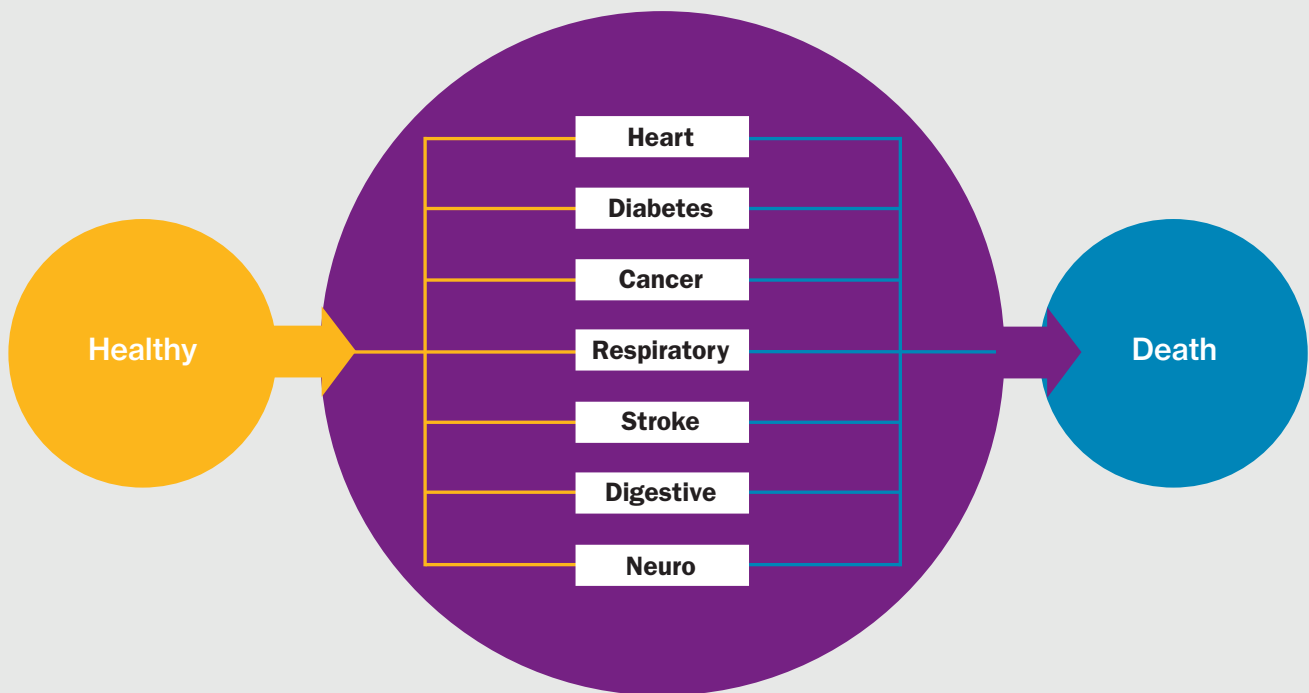 Healthy
Heart
Diabetes
Cancer
Respiratory
Stroke
Digestive
Neuro
Death